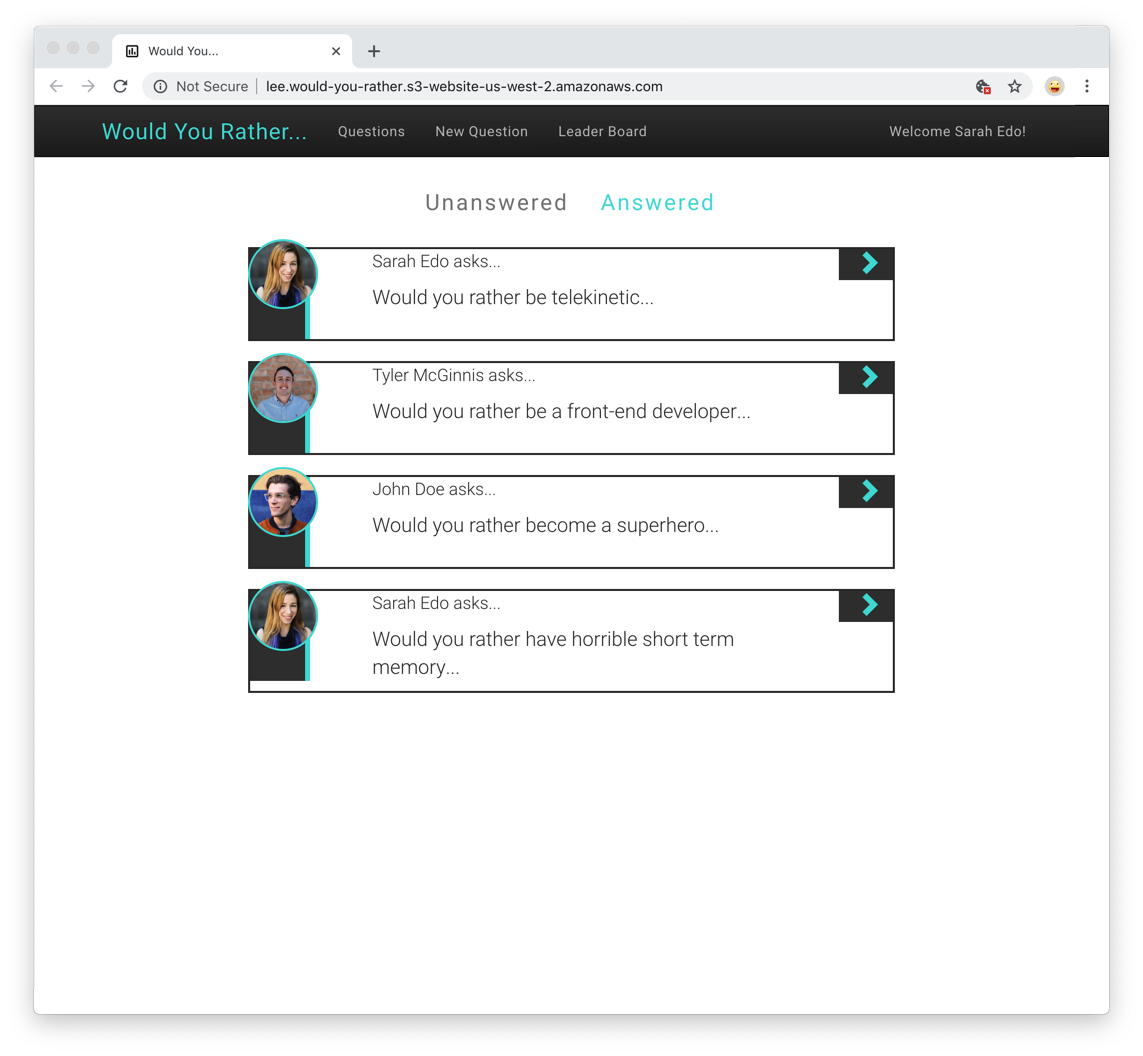 Would You...
Not Secure lee.would-you-rather.s3-website-us-west-2.amazonaws.com
Would You Rather... Questions New Question Leader Board Welcome Sarah Edo!
Unanswered Answered
Sarah Edo asks...
Would you rather be telekinetic...
Tyler McGinnis asks...
Would you rather be a front-end developer...
John Doe asks...
Would you rather become a superhero...
Sarah Edo asks...
Would you rather have horrible short term
memory...